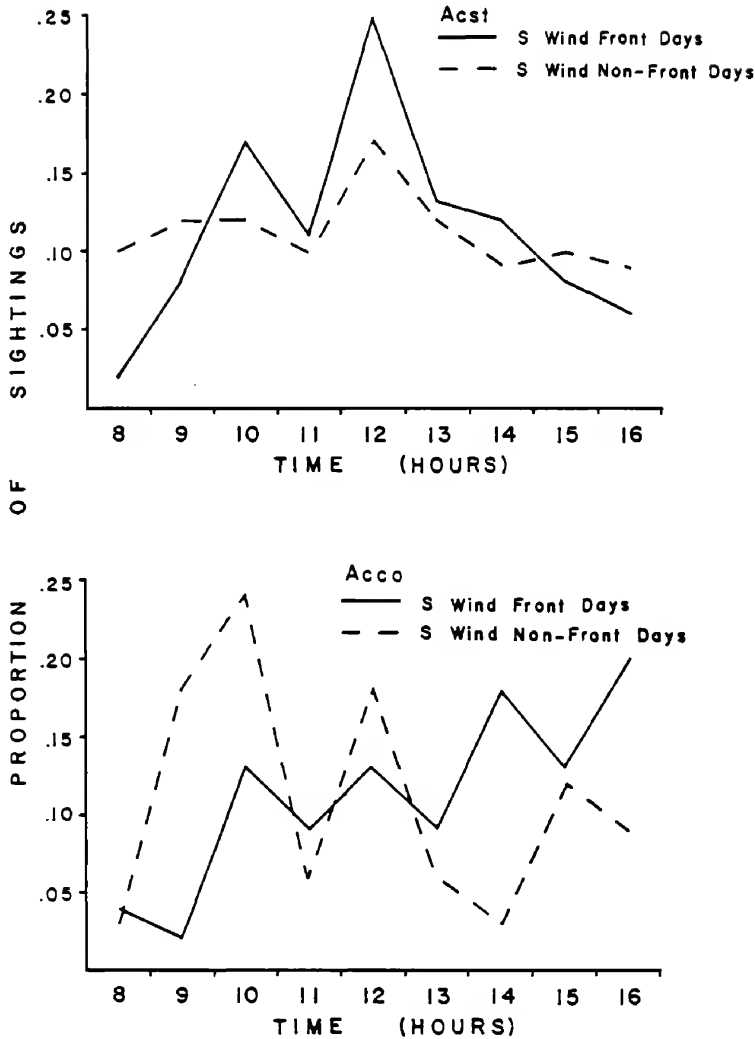 PROPORTION OF SIGHTINGS
Acst
S Wind Front Days
S Wind Non-Front Days
.25
.20
.15
.10
.05
8 9 10 11 12 13 14 15 16
TIME (HOURS)
Acco
S Wind Front Days
S Wind Non-Front Days
.25
.20
.15
.10
.05
8 9 10 11 12 13 14 15 16
TIME (HOURS)